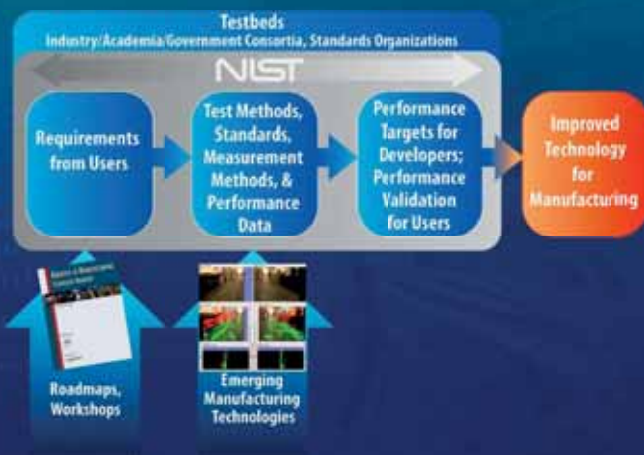 Testbeds
Industry/Academia/Government Consortia, Standards Organizations
NIST
Requirements
from Users
Test Methods,
Standards,
Measurement
Methods, &
Performance
Data
Performance
Targets for
Developers;
Performance
Validation
for Users
Improved
Technology
for
Manufacturing
Roadmaps,
Workshops
Emerging
Manufacturing
Technologies